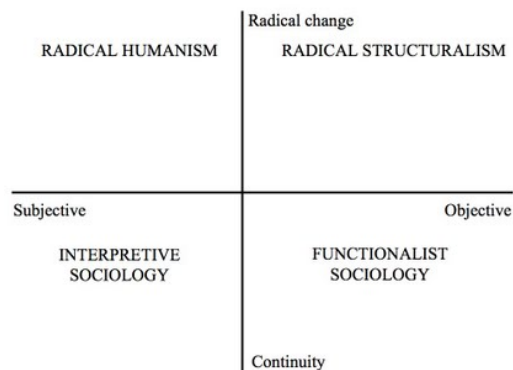 Radical change
RADICAL HUMANISM
RADICAL STRUCTURALISM
Subjective
Objective
INTERPRETIVE
SOCIOLOGY
FUNCTIONALIST
SOCIOLOGY
Continuity